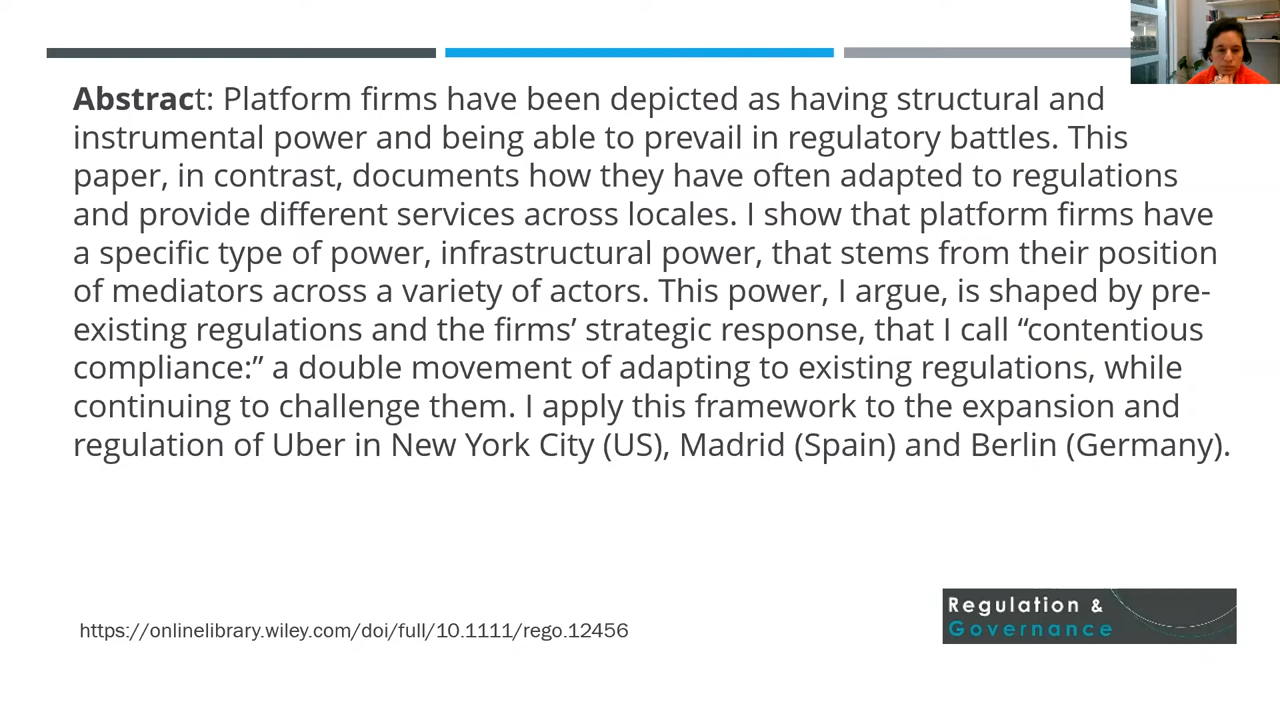 Abstract: Platform firms have been depicted as having structural and
instrumental power and being able to prevail in regulatory battles. This
paper, in contrast, documents how they have often adapted to regulations
and provide different services across locales. I show that platform firms have
a specific type of power, infrastructural power, that stems from their position
of mediators across a variety of actors. This power, I argue, is shaped by pre-
existing regulations and the firms’ strategic response, that I call “contentious
compliance:” a double movement of adapting to existing regulations, while
continuing to challenge them. I apply this framework to the expansion and
regulation of Uber in New York City (US), Madrid (Spain) and Berlin (Germany).
https://onlinelibrary.wiley.com/doi/full/10.1111/rego.12456
Regulation &
Governance